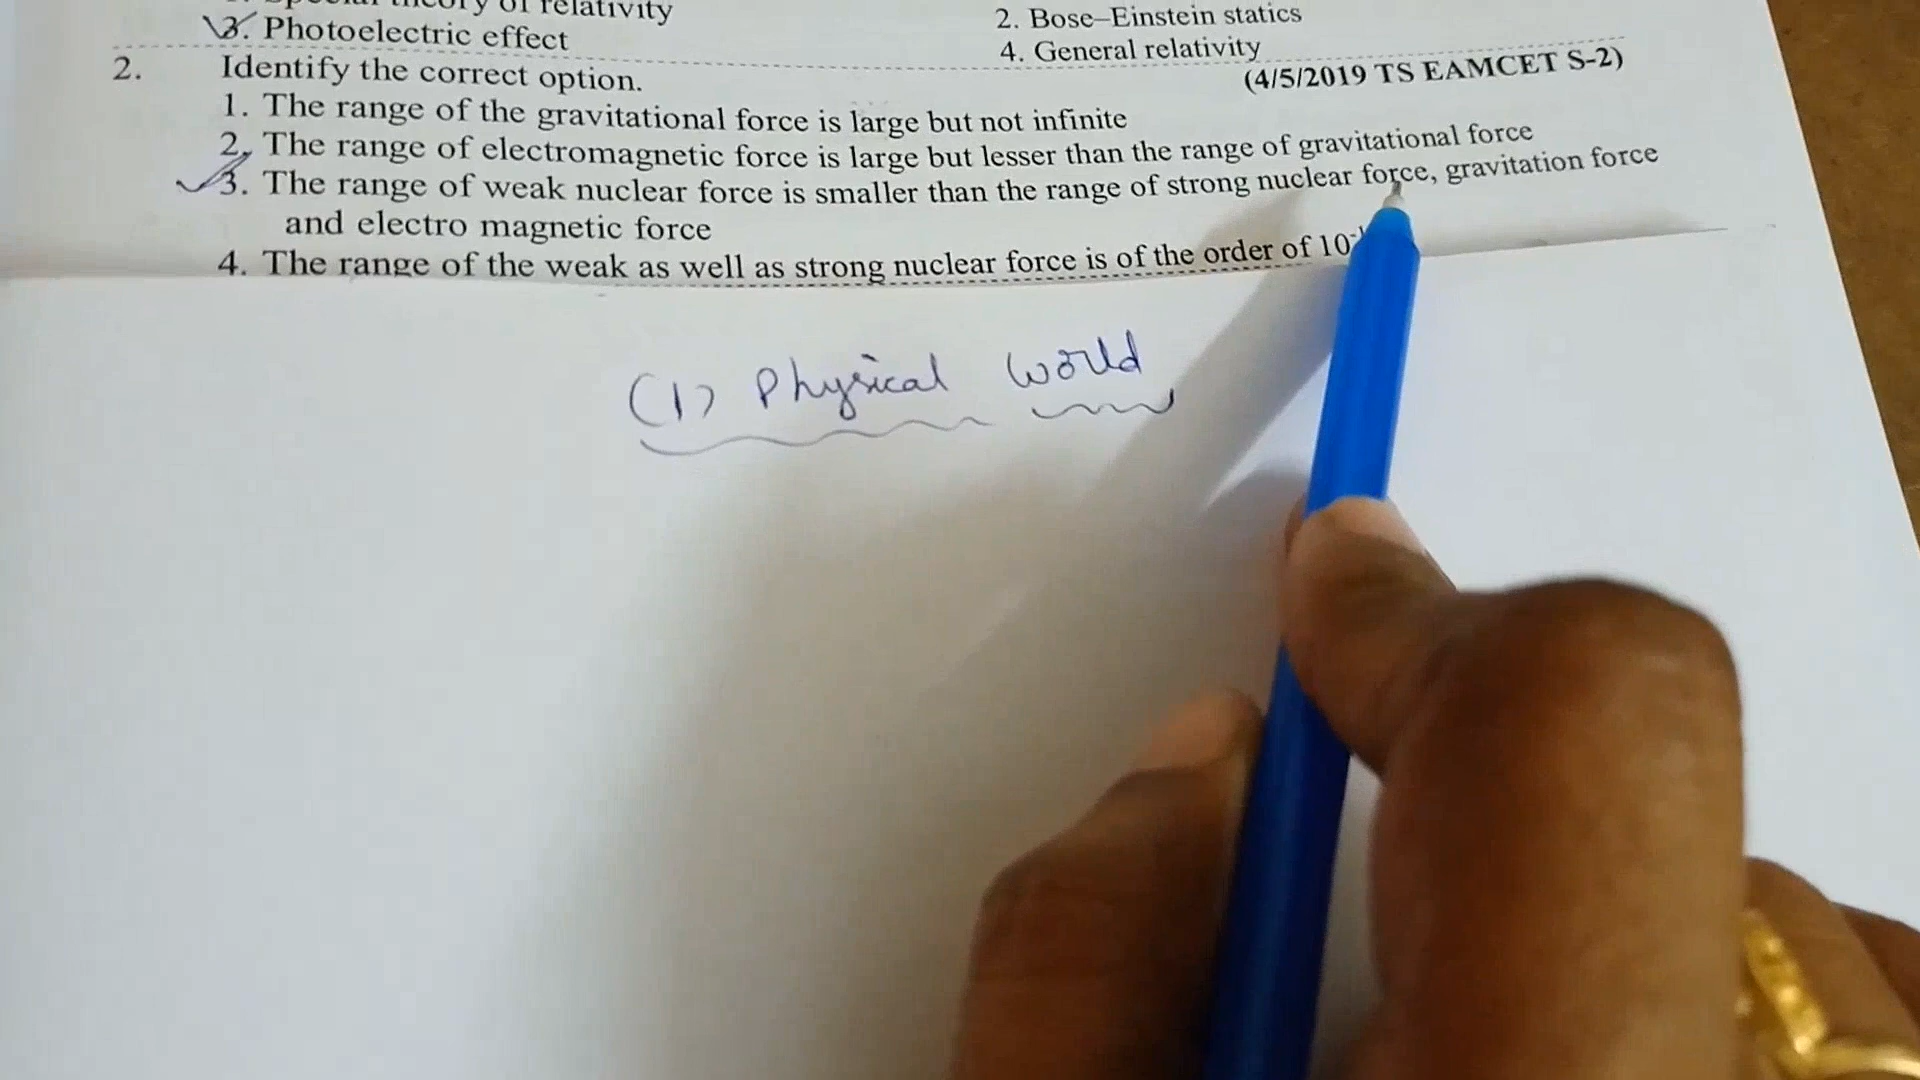 relativity
2. Bose–Einstein statics
3. Photoelectric effect
4. General relativity
2. Identify the correct option.
(4/5/2019 TS EAMCET S-2)
1. The range of the gravitational force is large but not infinite
2. The range of electromagnetic force is large but lesser than the range of gravitational force
3. The range of weak nuclear force is smaller than the range of strong nuclear force, gravitation force
and electro magnetic force
4. The range of the weak as well as strong nuclear force is of the order of 10
(1) Physical World